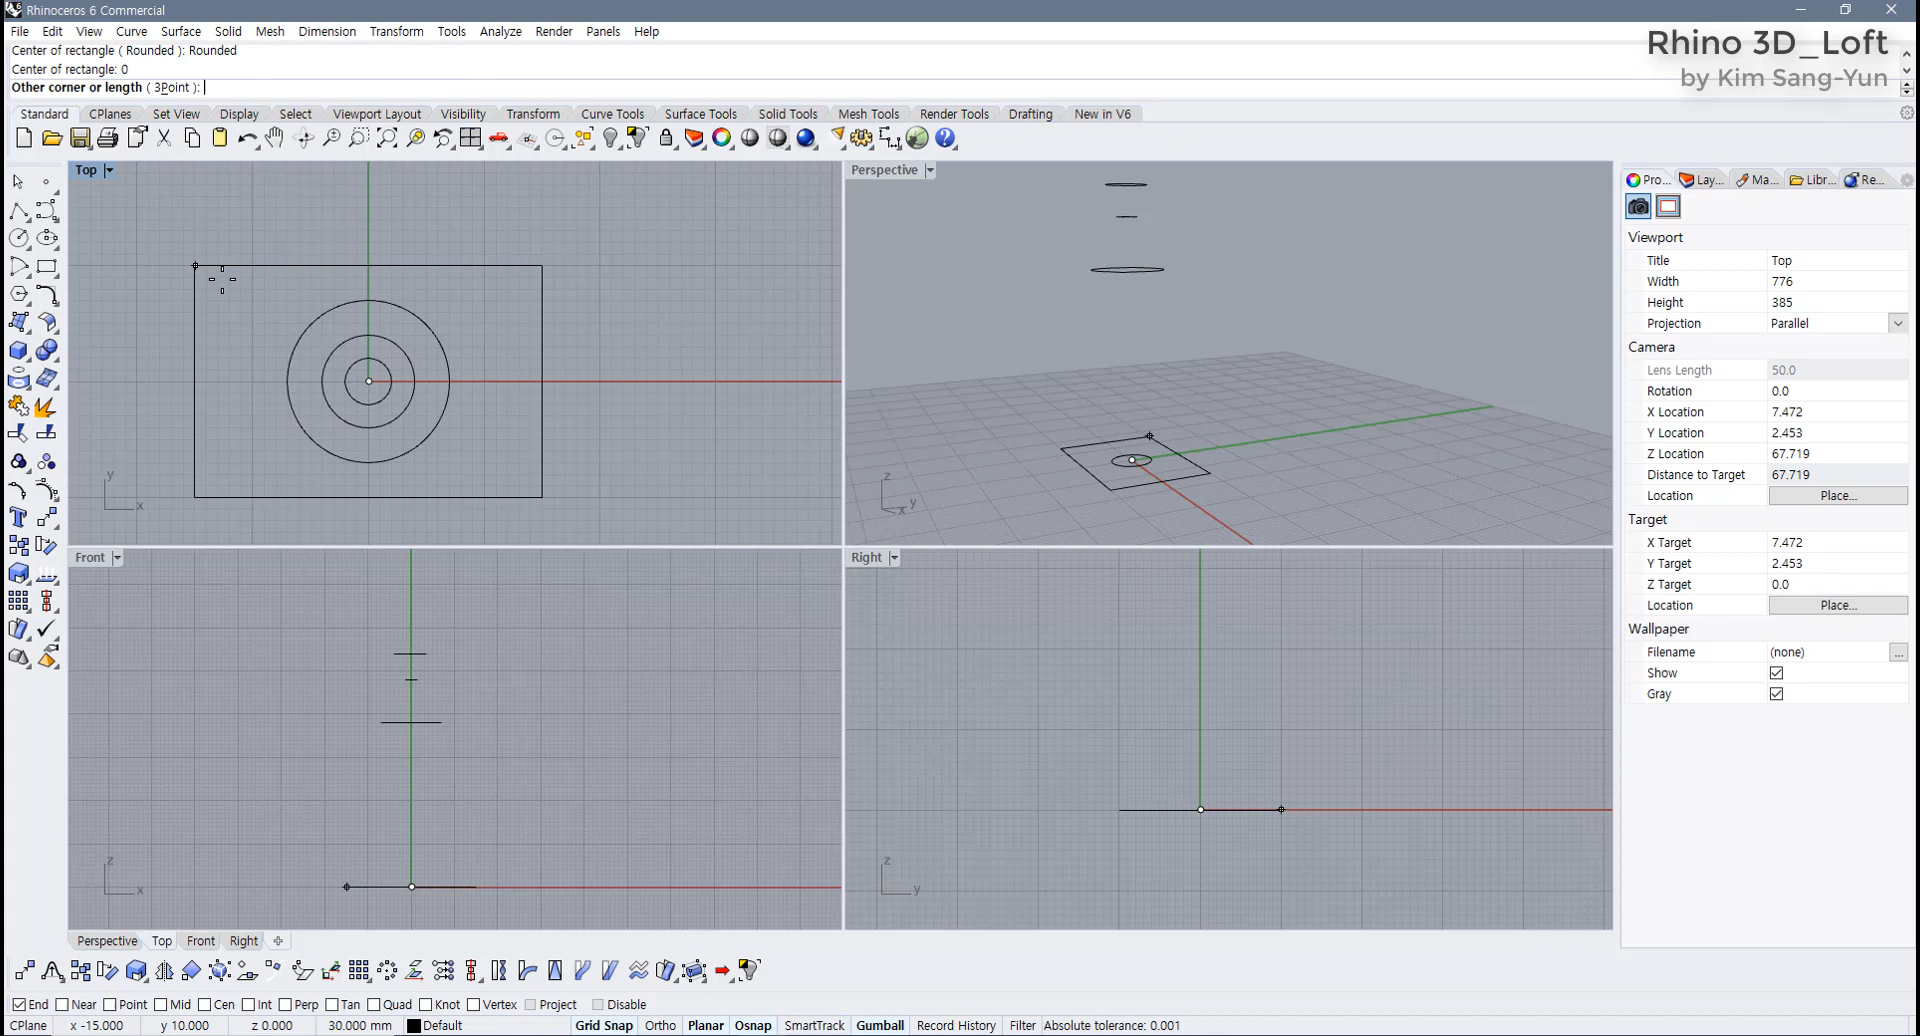 Rhinoceros 6 Commercial
File Edit View Curve Surface Solid Mesh Dimension Transform Tools Analyze Render Panels Help
Rhino 3D_Loft
by Kim Sang-Yun
Center of rectangle ( Rounded ): Rounded
Center of rectangle: 0
Other corner or length ( 3Point ):
Standard CPlanes Set View Display Select Viewport Layout Visibility Transform Curve Tools Surface Tools Solid Tools Mesh Tools Render Tools Drafting New in V6
Top
y
x
Perspective
z
y
x
Front
z
x
Right
z
y
Pro... Lay... Ma... Libr... Re...
Viewport
Title Top
Width 776
Height 385
Projection Parallel
Camera
Lens Length 50.0
Rotation 0.0
X Location 7.472
Y Location 2.453
Z Location 67.719
Distance to Target 67.719
Location Place...
Target
X Target 7.472
Y Target 2.453
Z Target 0.0
Location Place...
Wallpaper
Filename (none) ...
Show
Gray
Perspective Top Front Right
End Near Point Mid Cen Int Perp Tan Quad Knot Vertex Project Disable
CPlane x -15.000 y 10.000 z 0.000 30.000 mm Default Grid Snap Ortho Planar Osnap SmartTrack Gumball Record History Filter Absolute tolerance: 0.001